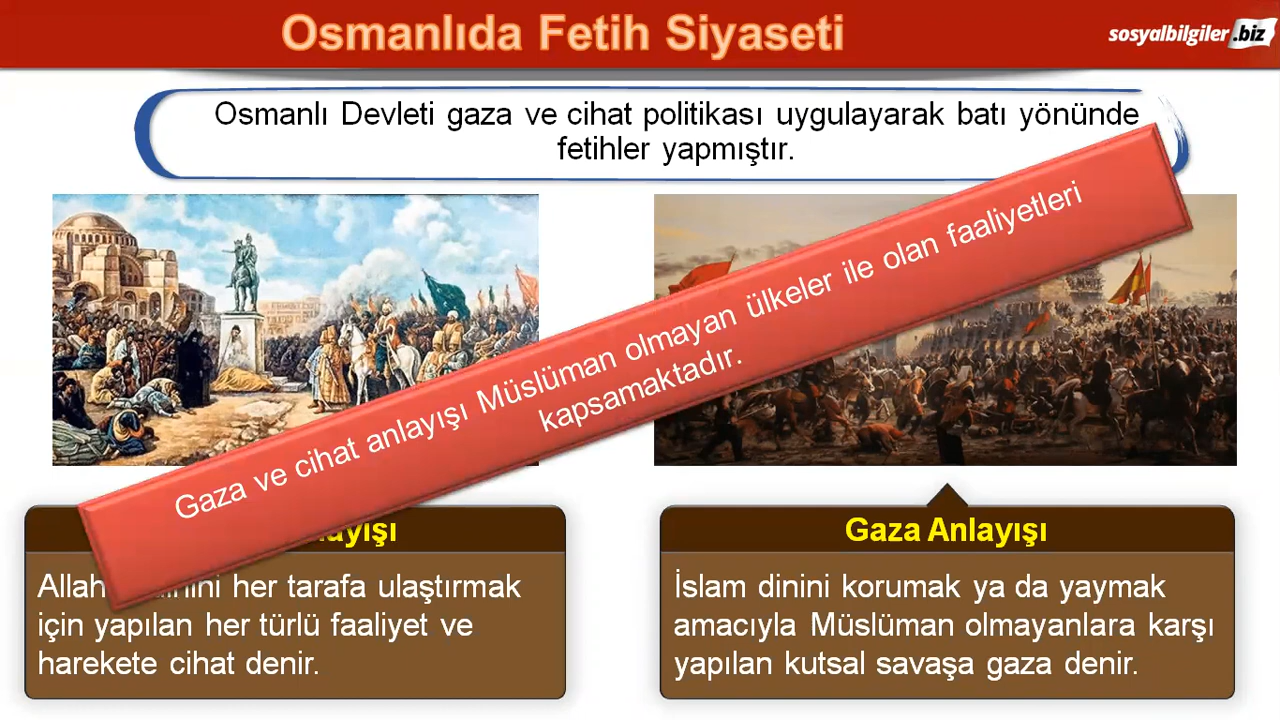 Osmanlıda Fetih Siyaseti
sosyalbilgiler.biz
Osmanlı Devleti gaza ve cihat politikası uygulayarak batı yönünde
fetihler yapmıştır.
Gaza ve cihat anlayışı Müslüman olmayan ülkeler ile olan faaliyetleri
kapsamaktadır.
Allah her tarafa ulaştırmak
için yapılan her türlü faaliyet ve
harekete cihat denir.
Gaza Anlayışı
İslam dinini korumak ya da yaymak
amacıyla Müslüman olmayanlara karşı
yapılan kutsal savaşa gaza denir.